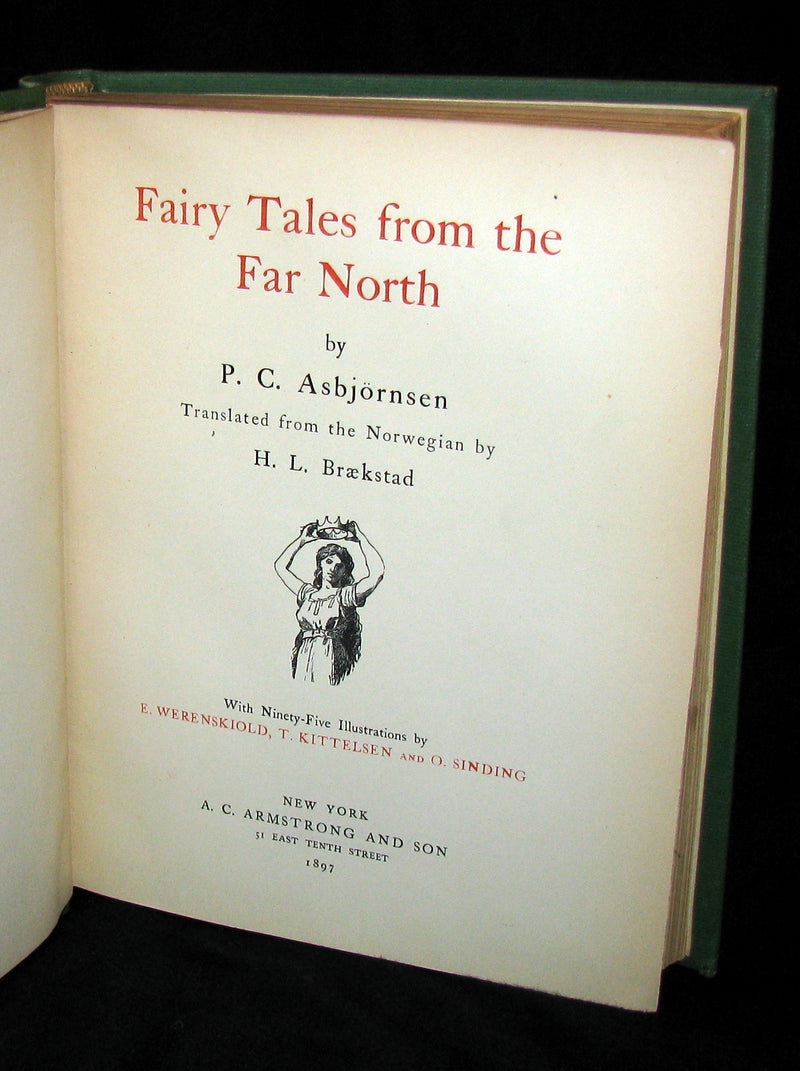 Fairy Tales from the
Far North
by
P. C. Asbjörnsen
Translated from the Norwegian by
H. L. Brækstad
With Ninety-Five Illustrations by
E. WERENSKIOLD, T. KITTELSEN AND O. SINDING
NEW YORK
A. C. ARMSTRONG AND SON
51 EAST TENTH STREET
1897